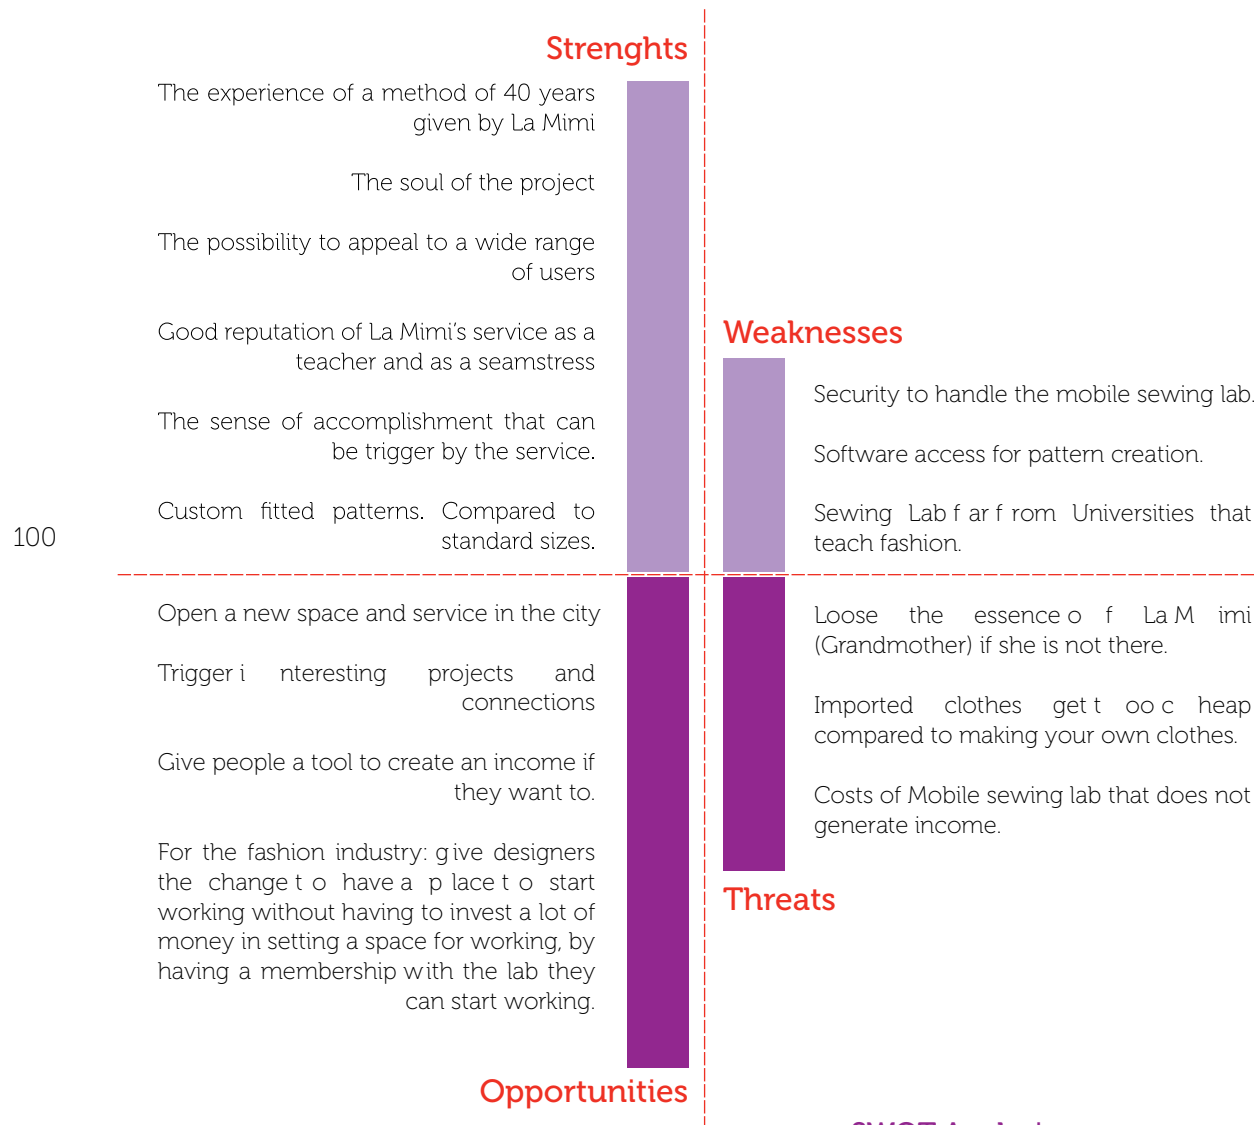 Strenghts
The experience of a method of 40 years
given by La Mimi
The soul of the project
The possibility to appeal to a wide range
of users
Good reputation of La Mimi's service as a
teacher and as a seamstress
The sense of accomplishment that can
be trigger by the service.
Custom fitted patterns. Compared to
standard sizes.
100
Weaknesses
Security to handle the mobile sewing lab.
Software access for pattern creation.
Sewing Lab f ar f rom Universities that
teach fashion.
Open a new space and service in the city
Trigger i nteresting projects and
connections
Give people a tool to create an income if
they want to.
For the fashion industry: give designers
the change t o have a p lace t o start
working without having to invest a lot of
money in setting a space for working, by
having a membership with the lab they
can start working.
Opportunities
Loose the essence o f La M imi
(Grandmother) if she is not there.
Imported clothes get t oo c heap
compared to making your own clothes.
Costs of Mobile sewing lab that does not
generate income.
Threats